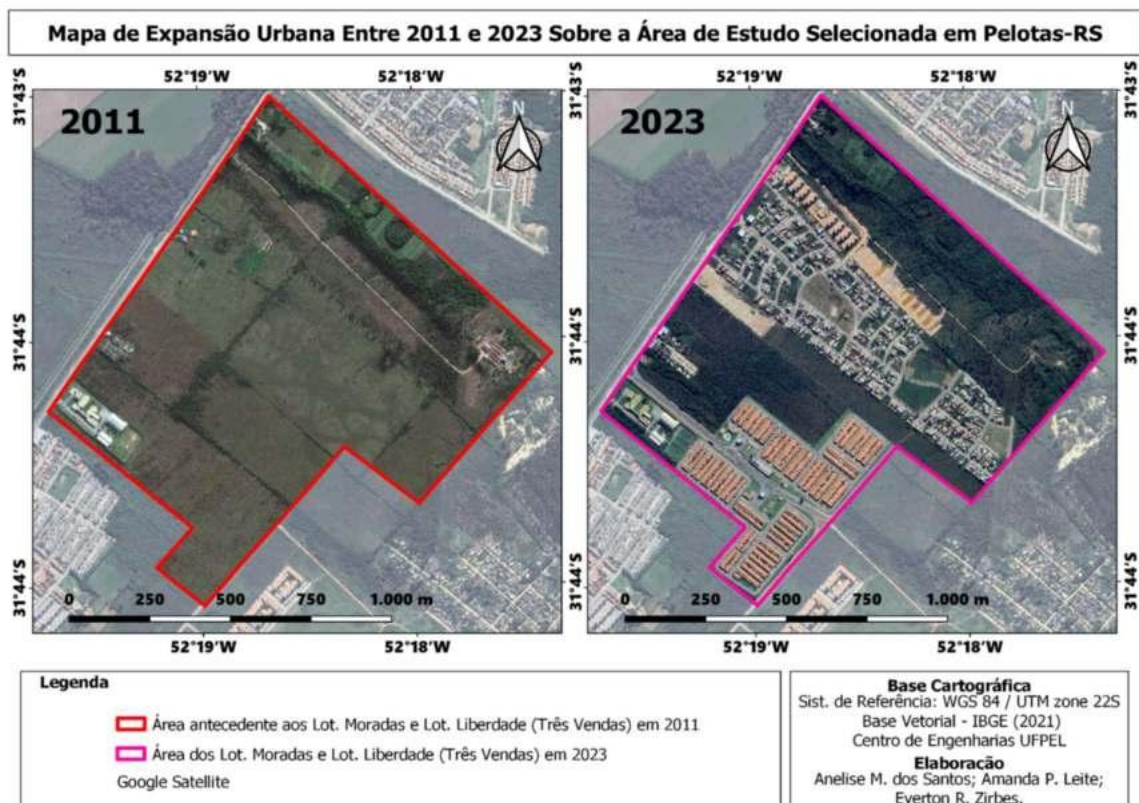 Mapa de Expansão Urbana Entre 2011 e 2023 Sobre a Área de Estudo Selecionada em Pelotas-RS
52°19'W 52°18'W
52°19'W 52°18'W
31°43'S
31°43'S
2011
N
2023
N
31°44'S
31°44'S
31°44'S
31°44'S
0 250 500 750 1.000 m
0 250 500 750 1.000 m
52°19'W 52°18'W
52°19'W 52°18'W
Legenda
Área antecedente aos Lot. Moradas e Lot. Liberdade (Três Vendas) em 2011
Área dos Lot. Moradas e Lot. Liberdade (Três Vendas) em 2023
Google Satellite
Base Cartográfica
Sist. de Referência: WGS 84 / UTM zone 22S
Base Vetorial - IBGE (2021)
Centro de Engenharias UFPEL
Elaboração
Anelise M. dos Santos; Amanda P. Leite;
Everton R. Zirbes.